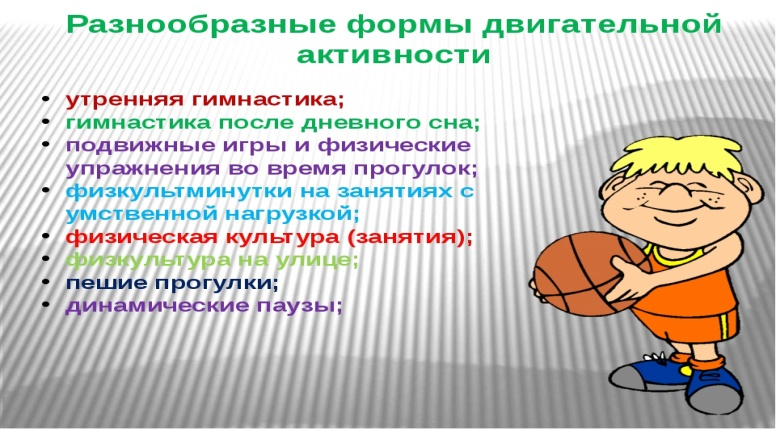 Разнообразные формы двигательной
активности
• утренняя гимнастика;
• гимнастика после дневного сна;
• подвижные игры и физические
упражнения во время прогулок;
• физкультминутки на занятиях с
умственной нагрузкой;
• физическая культура (занятия);
• физкультура на улице;
• пешие прогулки;
• динамические паузы;